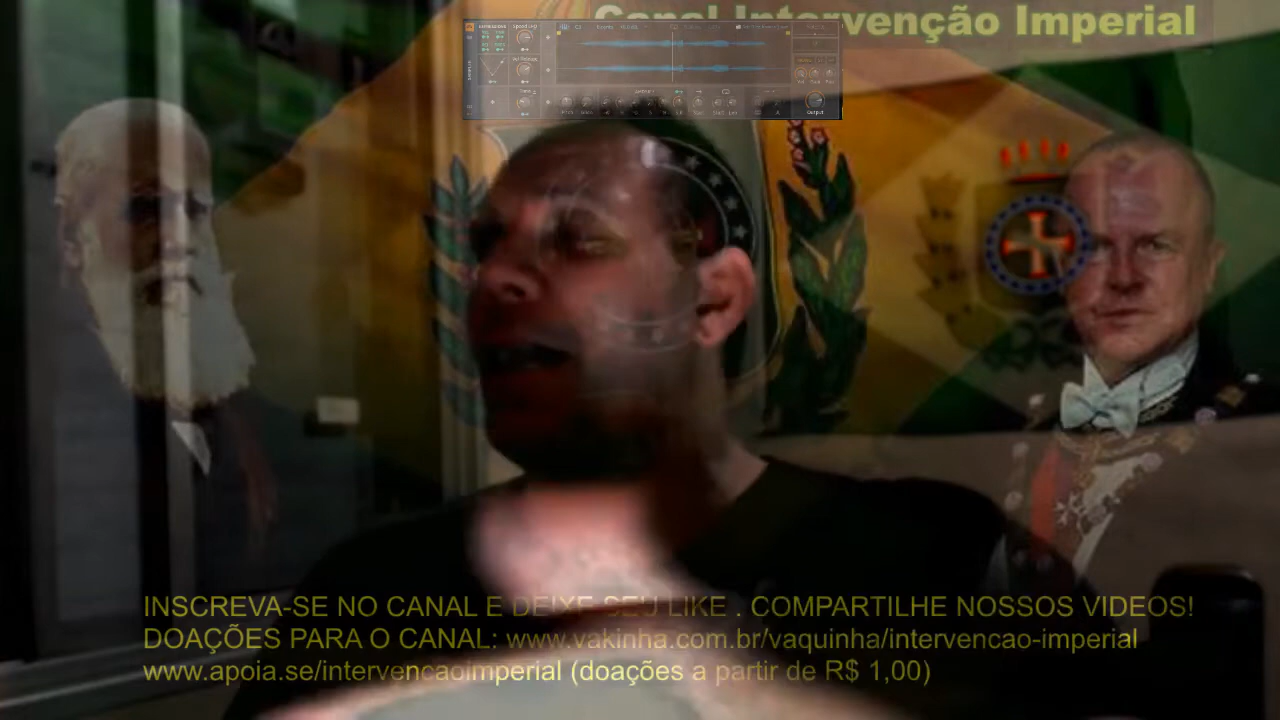 Canal Intervenção Imperial
Output
INSCREVA-SE NO CANAL E DEIXE SEU LIKE . COMPARTILHE NOSSOS VIDEOS!
DOAÇÕES PARA O CANAL: www.vakinha.com.br/vaquinha/intervencao-imperial
www.apoia.se/intervencaoimperial (doações a partir de R$ 1,00)